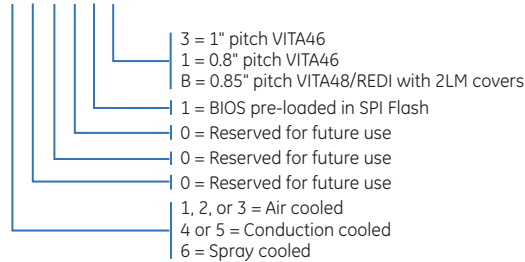 3 = 1" pitch VITA46
1 = 0.8" pitch VITA46
B = 0.85" pitch VITA48/REDI with 2LM covers
1 = BIOS pre-loaded in SPI Flash
0 = Reserved for future use
0 = Reserved for future use
0 = Reserved for future use
1, 2, or 3 = Air cooled
4 or 5 = Conduction cooled
6 = Spray cooled